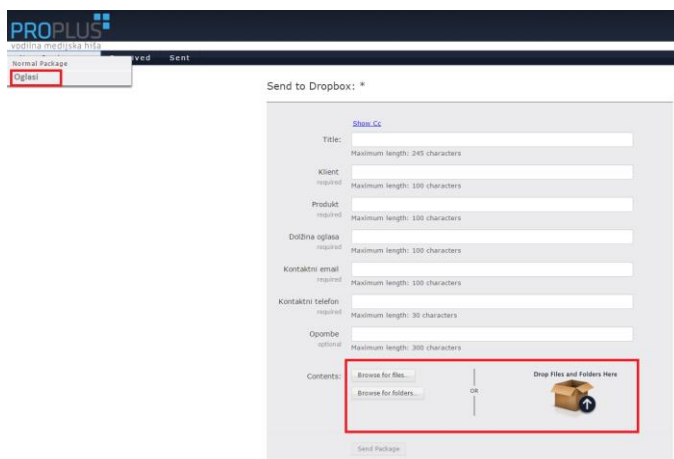 PROPLUS
vodilna medijska hiša
Sent
Normal Package
Oglasi
Send to Dropbox: *
Show Cc
Title:
Maximum length: 245 characters
Klient
required
Maximum length: 100 characters
Produkt
required
Maximum length: 100 characters
Dolžina oglasa
required
Maximum length: 100 characters
Kontaktni email
required
Maximum length: 100 characters
Kontaktni telefon
required
Maximum length: 30 characters
Opombe
optional
Maximum length: 300 characters
Contents:
Browse for files...
Browse for folders...
OR
Drop Files and Folders Here
Send Package